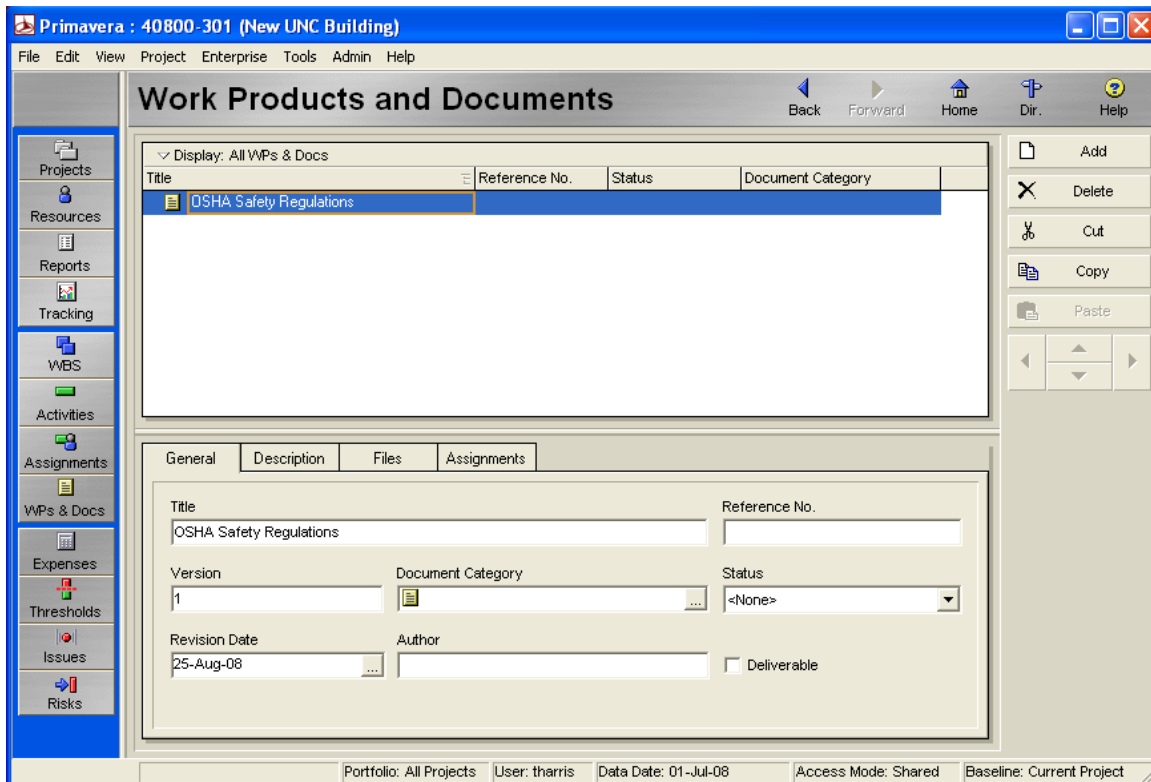 Primavera : 40800-301 (New UNC Building)
File Edit View Project Enterprise Tools Admin Help
Work Products and Documents
Back Forward Home Dir. Help
Projects
Resources
Reports
Tracking
WBS
Activities
Assignments
WPs & Docs
Expenses
Thresholds
Issues
Risks
Display: All WPs & Docs
Title Reference No. Status Document Category
OSHA Safety Regulations
Add
Delete
Cut
Copy
Paste
General Description Files Assignments
Title Reference No.
OSHA Safety Regulations
Version Document Category Status
1 ... <None>
Revision Date Author
25-Aug-08 ... Deliverable
Portfolio: All Projects User: tharris Data Date: 01-Jul-08 Access Mode: Shared Baseline: Current Project